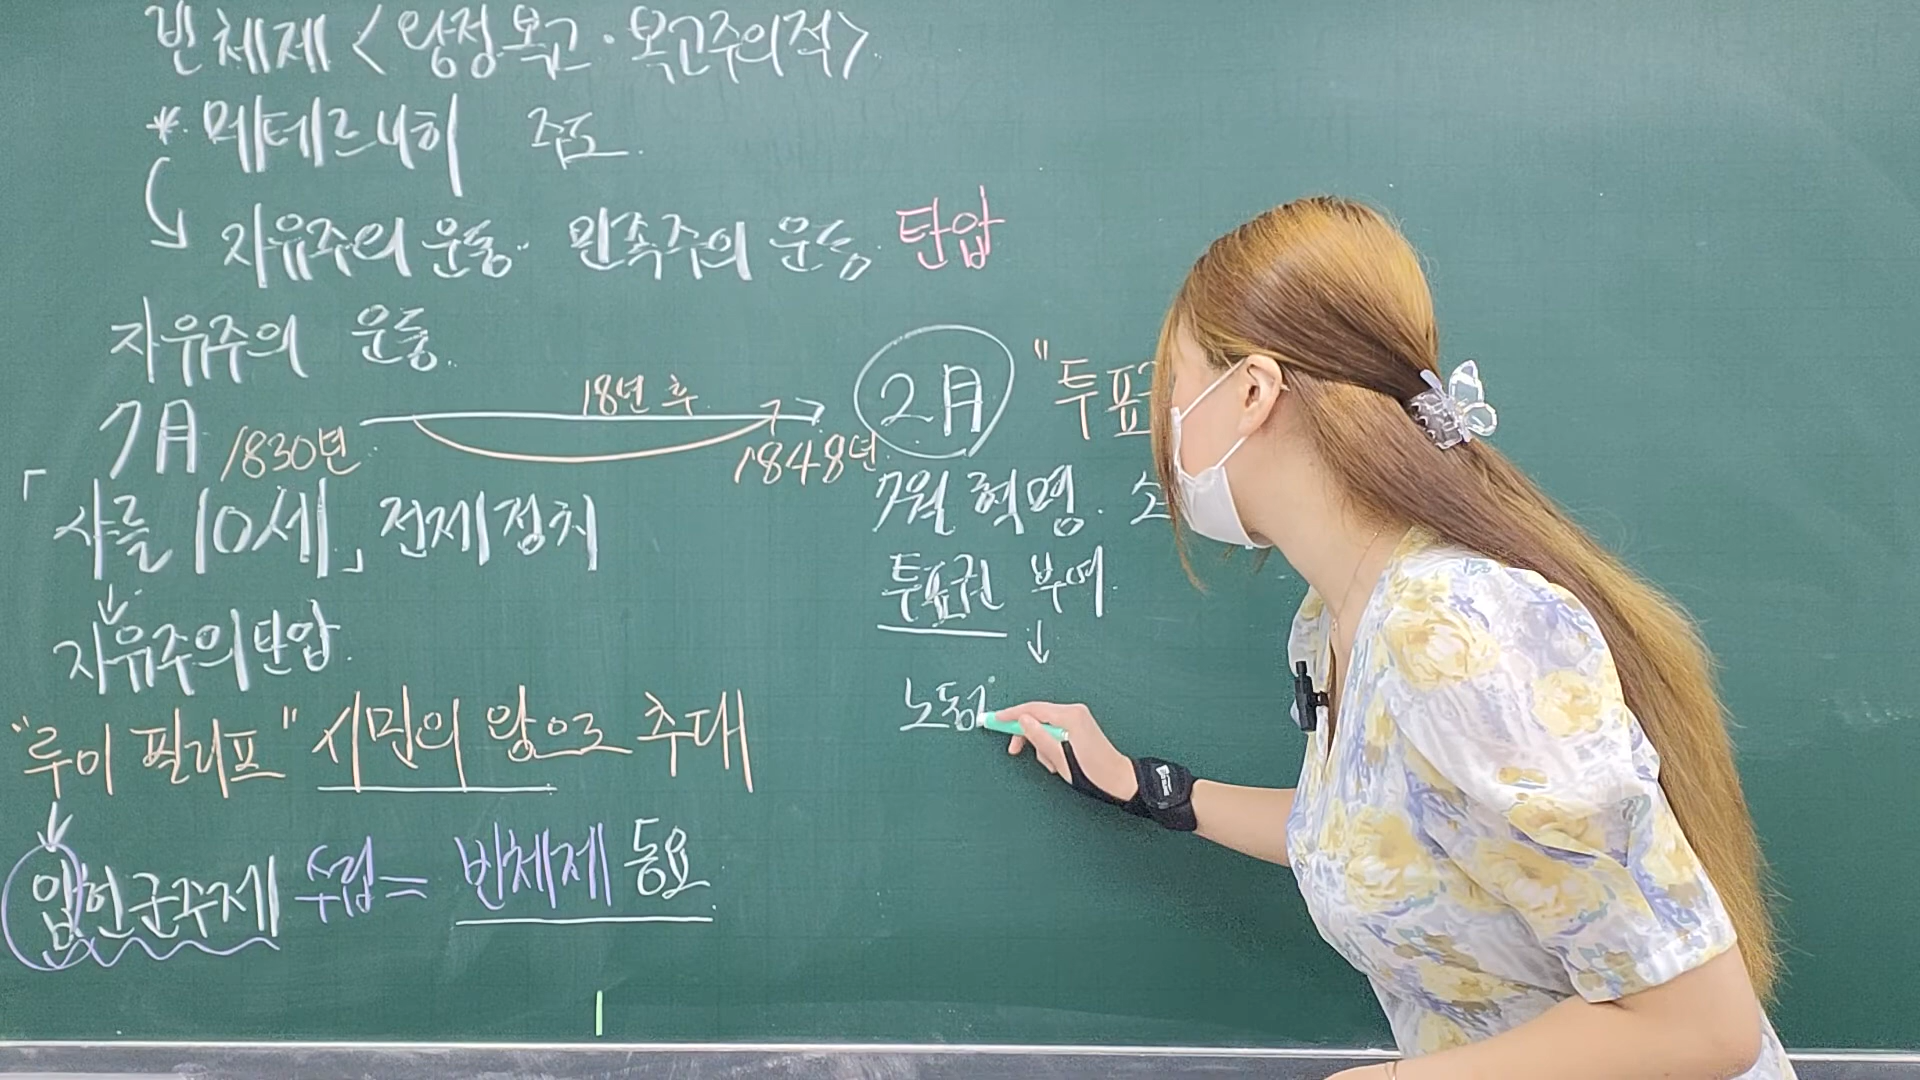 빈체제 <왕정복고·복고주의적>
* 메테르니히 주도.
자유주의 운동 민족주의 운동. 탄압
자유주의 운동.
7月 1830년 18년 후 1848년 2月 "투표
「샤를 10세」 전제정치
자유주의탄압.
"루이 필리프" 시민의 왕으로 추대
입헌군주제 수립 = 빈체제 동요.
7월 혁명. 소
투표권 부여.
노동